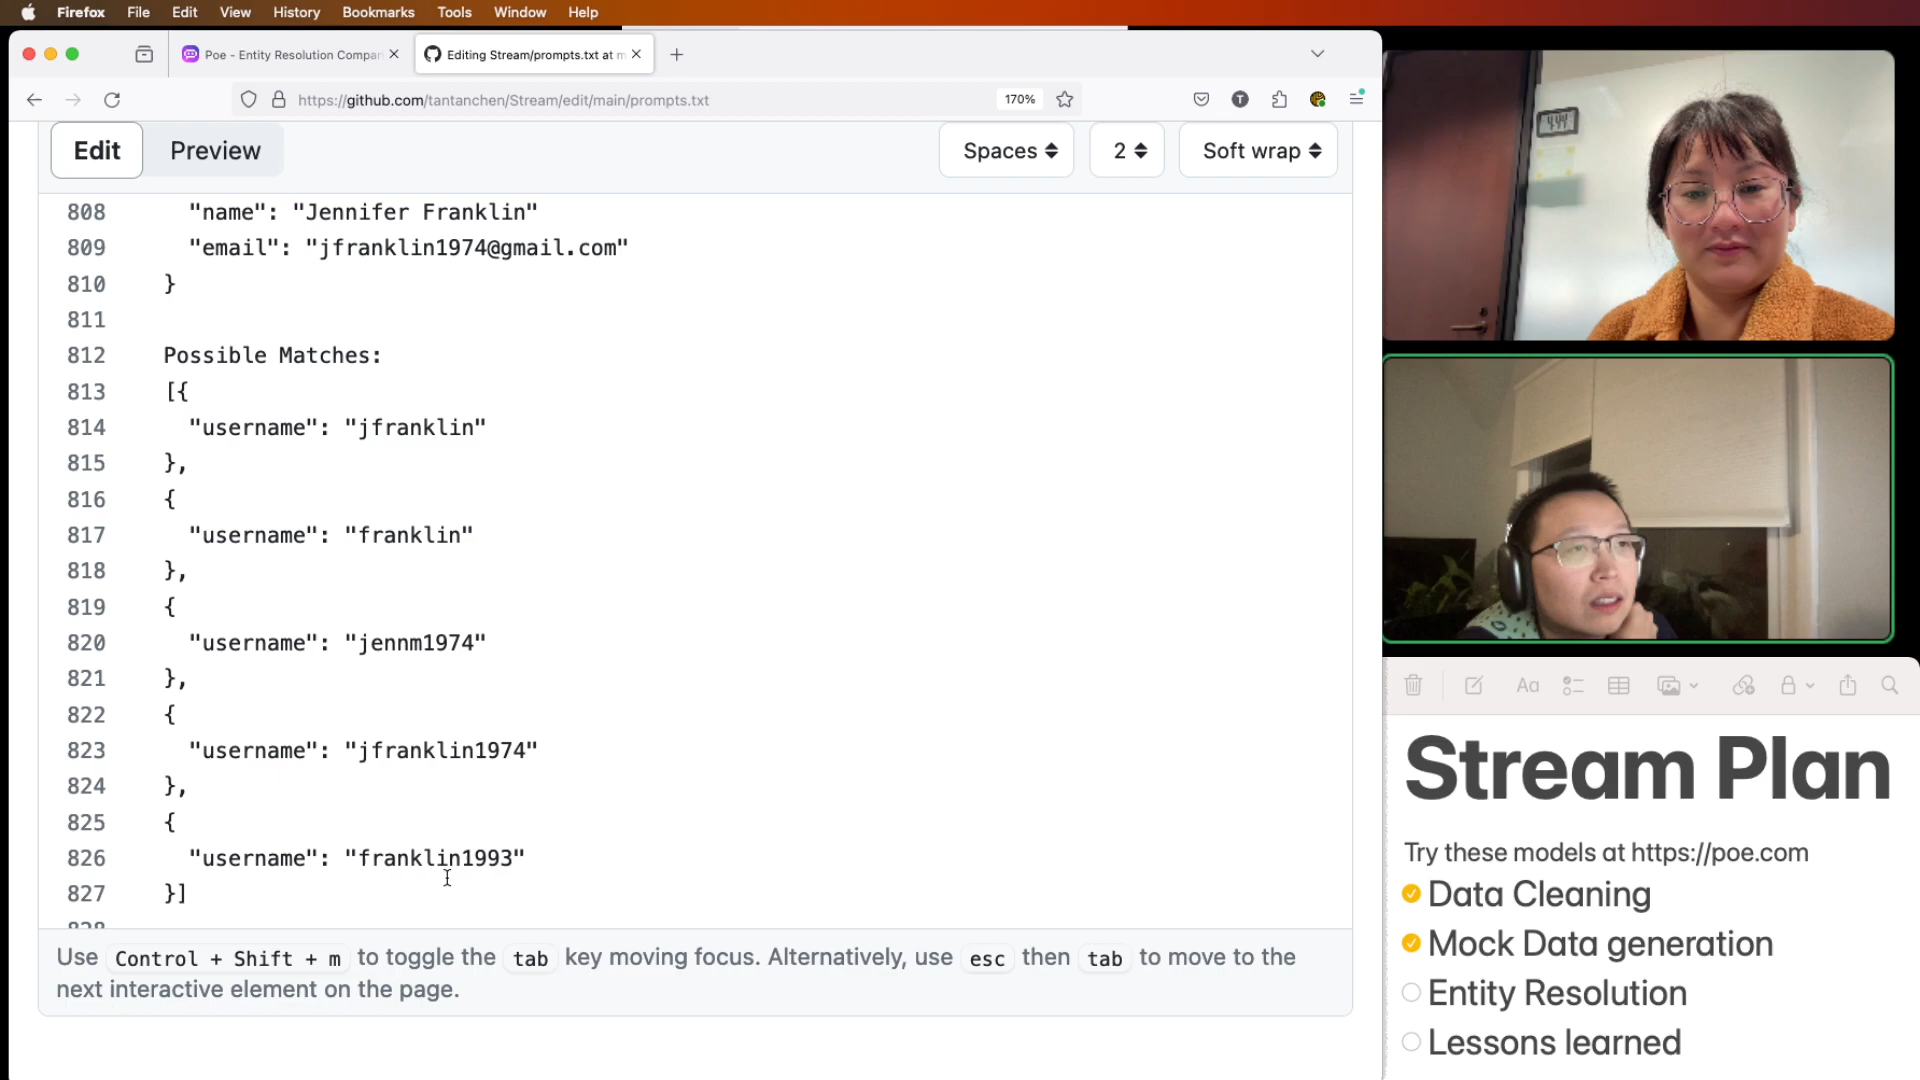 Firefox File Edit View History Bookmarks Tools Window Help
Poe - Entity Resolution Compar
Editing Stream/prompts.txt at m
https://github.com/tantanchen/Stream/edit/main/prompts.txt 170% T
Edit Preview Spaces 2 Soft wrap
808 "name": "Jennifer Franklin"
809 "email": "jfranklin1974@gmail.com"
810 }
811
812 Possible Matches:
813 [{
814 "username": "jfranklin"
815 },
816 {
817 "username": "franklin"
818 },
819 {
820 "username": "jennm1974"
821 },
822 {
823 "username": "jfranklin1974"
824 },
825 {
826 "username": "franklin1993"
827 }]
Use Control + Shift + m to toggle the tab key moving focus. Alternatively, use esc then tab to move to the
next interactive element on the page.
Aa
Stream Plan
Try these models at https://poe.com
Data Cleaning
Mock Data generation
Entity Resolution
Lessons learned